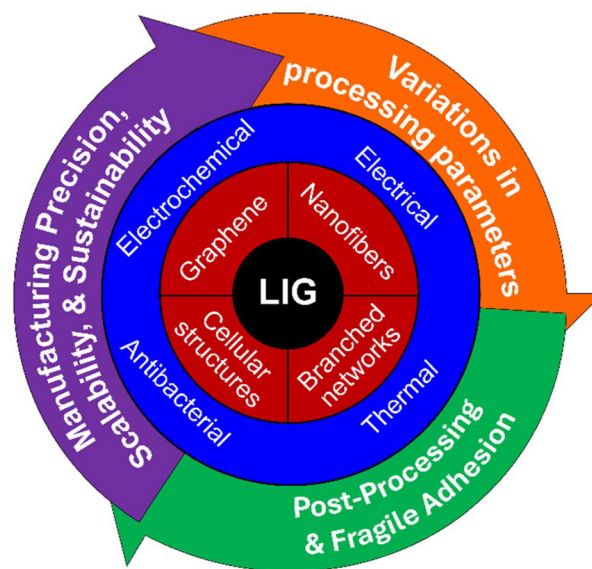 Manufacturing Precision,
Scalability, & Sustainability
Variations in
processing parameters
Post-Processing
& Fragile Adhesion
Electrochemical
Electrical
Antibacterial
Thermal
Graphene
Nanofibers
Cellular
structures
Branched
networks
LIG